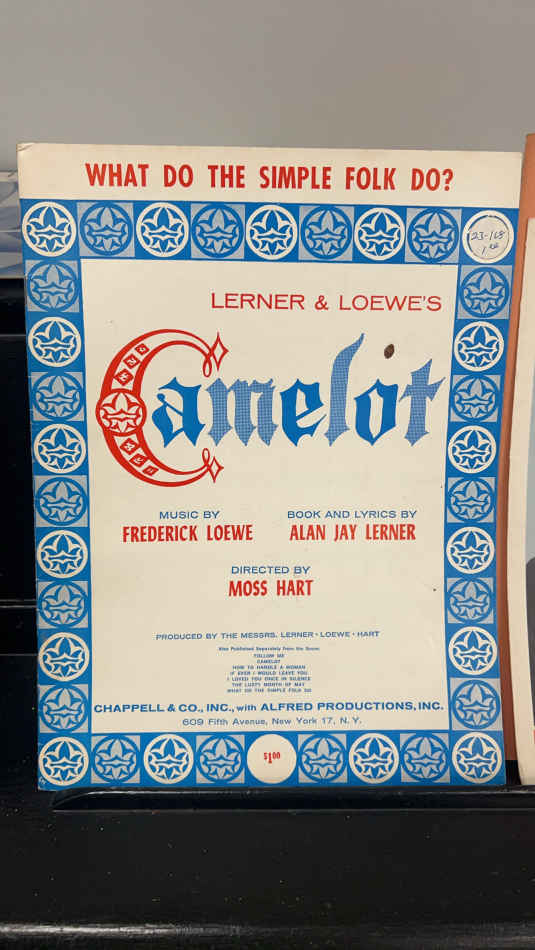 WHAT DO THE SIMPLE FOLK DO?
23-168
LERNER & LOEWE'S
Camelot
MUSIC BY
FREDERICK LOEWE
BOOK AND LYRICS BY
ALAN JAY LERNER
DIRECTED BY
MOSS HART
PRODUCED BY THE MESSRS. LERNER · LOEWE · HART
Also Published Separately from the Score:
FOLLOW ME
CAMELOT
HOW TO HANDLE A WOMAN
IF EVER I WOULD LEAVE YOU
I LOVED YOU ONCE IN SILENCE
THE LUSTY MONTH OF MAY
WHAT DO THE SIMPLE FOLK DO
CHAPPELL & CO., INC., with ALFRED PRODUCTIONS, INC.
609 Fifth Avenue, New York 17, N. Y.
$1.00